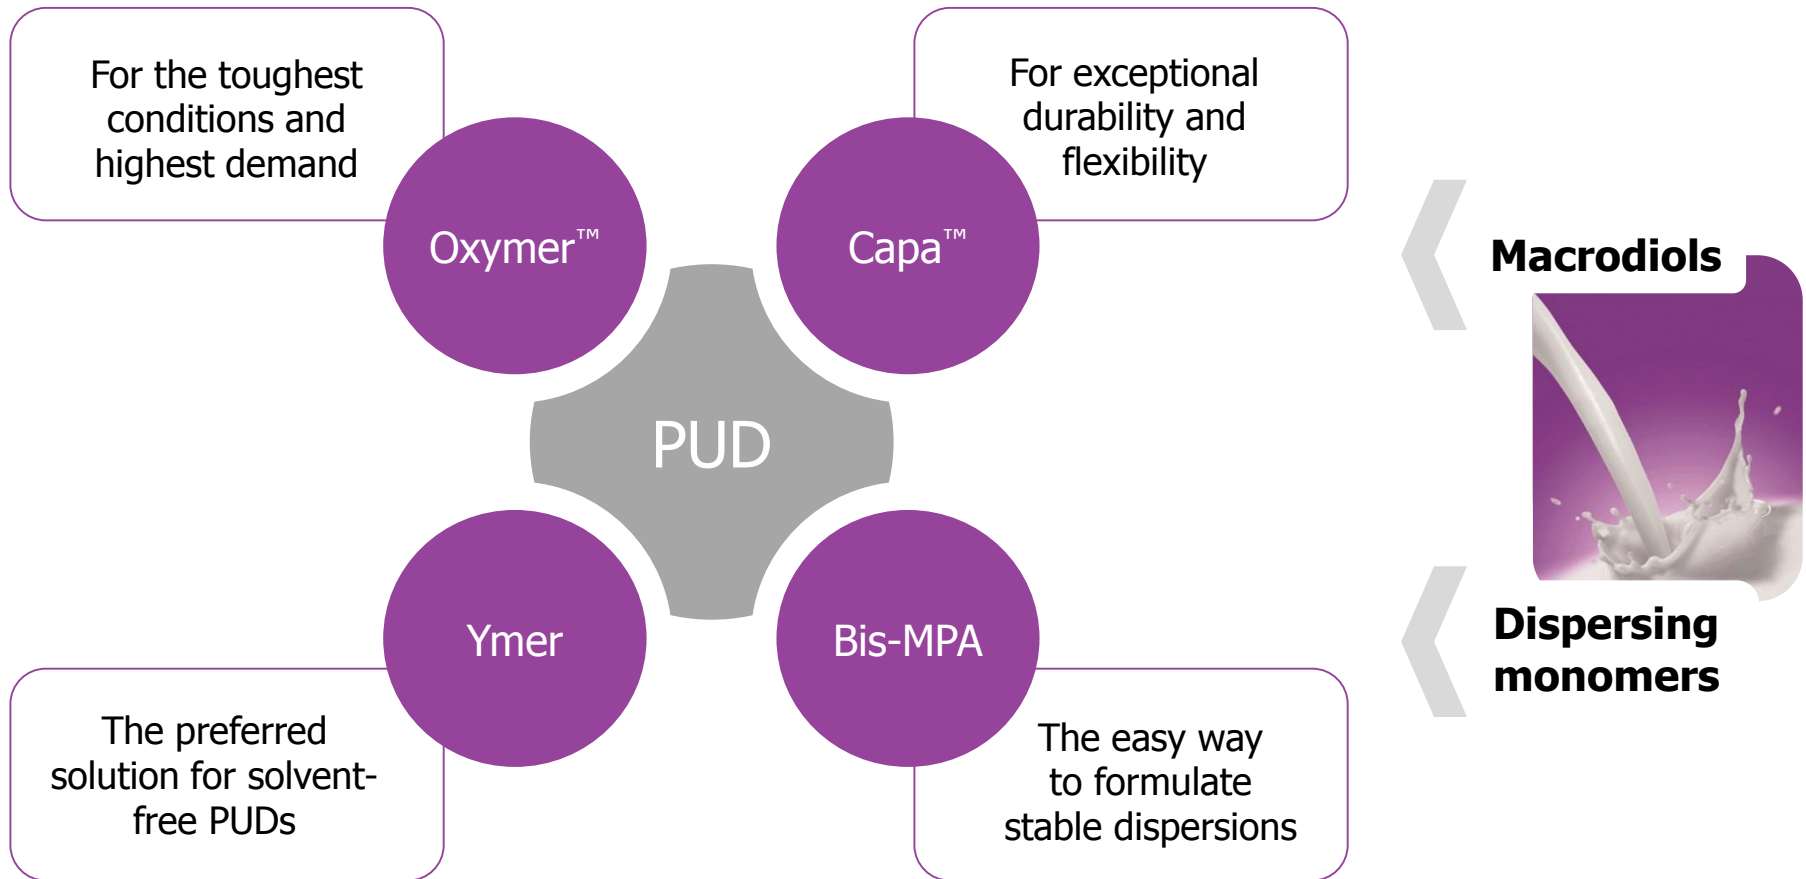 For the toughest
conditions and
highest demand
For exceptional
durability and
flexibility
Oxymer™
Capa™
Macrodiols
PUD
Ymer
Bis-MPA
Dispersing
monomers
The preferred
solution for solvent-
free PUDs
The easy way
to formulate
stable dispersions